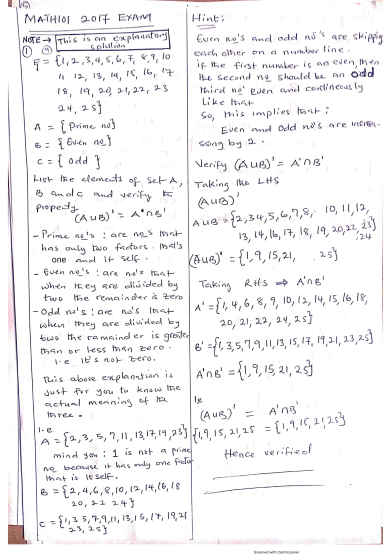 MATH101 2017 EXAM
NOTE → This is an explanatory solution
① ⓐ
ξ = {1, 2, 3, 4, 5, 6, 7, 8, 9, 10
11 12, 13, 14, 15, 16, 17
18, 19, 20, 21, 22, 23
24, 25}
A = {Prime no}
B = {Even no}
C = {odd}
List the elements of set A,
B and C and verify the
property
(A∪B)' = A'∩B'
- Prime no's : are no's that
has only two factors. that's
one and it self.
- Even no's : are no's that
when they are divided by
two the remainder is zero
- Odd no's : are no's that
when they are divided by
two the remainder is greater
than or less than zero.
i.e it's not zero.
This above explanation is
just for you to know the
actual meaning of the
three.
i.e
A = {2, 3, 5, 7, 11, 13, 17, 19, 23}
mind you : 1 is not a prime
no because it has only one factor
that is itself.
B = {2, 4, 6, 8, 10, 12, 14, 16, 18
20, 22 24}
C = {1, 3 5, 7, 9, 11, 13, 15, 17, 19, 21
23, 25}
Hint:
Even no's and odd no's are skipping
each other on a number line.
if the first number is an even, then
the second no should be an odd
third no even and continuously
like that
So, this implies that;
Even and odd no's are increa-
ssing by 2.
Verify (A∪B)' = A'∩B'
Taking the LHS
(A∪B)'
A∪B = {2, 3 4, 5, 6, 7, 8, 10, 11, 12,
13, 14, 16, 17, 18, 19, 20, 22, 23}
24
(A∪B)' = {1, 9, 15, 21, 25}
Taking RHS ⇒ A'∩B'
A' = {1, 4, 6, 8, 9, 10, 12, 14, 15, 16, 18,
20, 21, 22, 24, 25}
B' = {1, 3, 5, 7, 9, 11, 13, 15, 17, 19, 21, 23, 25}
A'∩B' = {1, 9, 15, 21, 25}
(A∪B)' = A'∩B'
{1, 9, 15, 21, 25 = {1, 9, 15, 21, 25}
Hence verified
Scanned with CamScanner